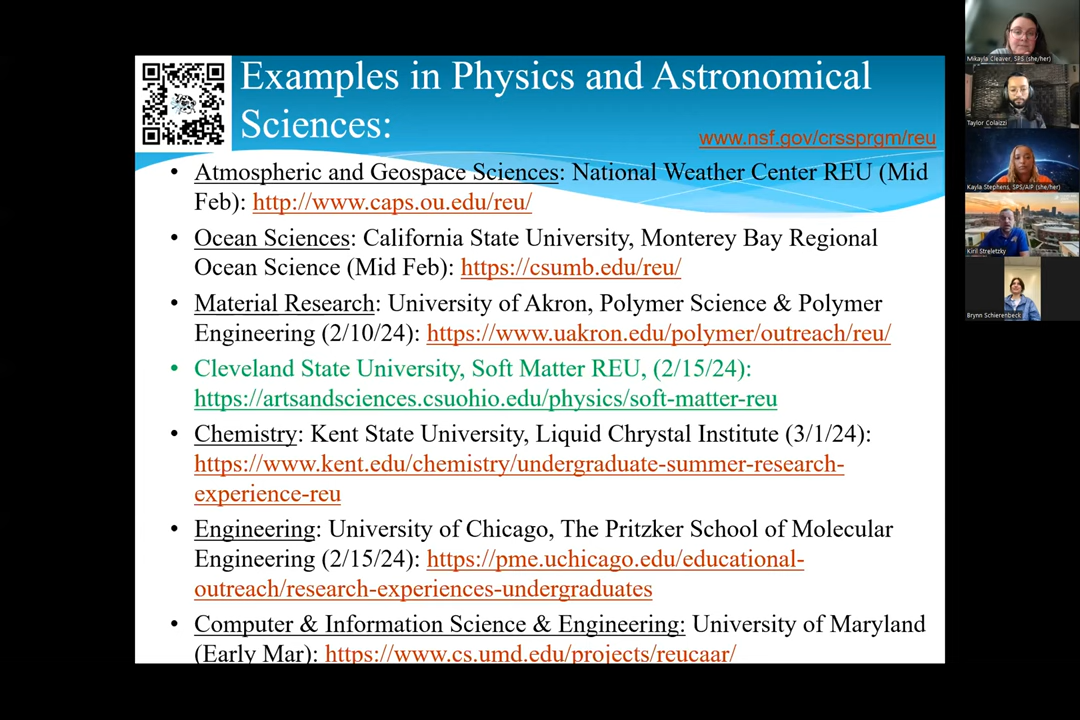 Examples in Physics and Astronomical
Sciences:
www.nsf.gov/crssprgm/reu
• Atmospheric and Geospace Sciences: National Weather Center REU (Mid
Feb): http://www.caps.ou.edu/reu/
• Ocean Sciences: California State University, Monterey Bay Regional
Ocean Science (Mid Feb): https://csumb.edu/reu/
• Material Research: University of Akron, Polymer Science & Polymer
Engineering (2/10/24): https://www.uakron.edu/polymer/outreach/reu/
• Cleveland State University, Soft Matter REU, (2/15/24):
https://artsandsciences.csuohio.edu/physics/soft-matter-reu
• Chemistry: Kent State University, Liquid Chrystal Institute (3/1/24):
https://www.kent.edu/chemistry/undergraduate-summer-research-
experience-reu
• Engineering: University of Chicago, The Pritzker School of Molecular
Engineering (2/15/24): https://pme.uchicago.edu/educational-
outreach/research-experiences-undergraduates
• Computer & Information Science & Engineering: University of Maryland
(Early Mar): https://www.cs.umd.edu/projects/reucaar/
Mikayla Cleaver, SPS (she/her)
Taylor Colaizzi
Kayla Stephens, SPS/AIP (she/her)
Kiril Streletzky
Brynn Schierenbeck